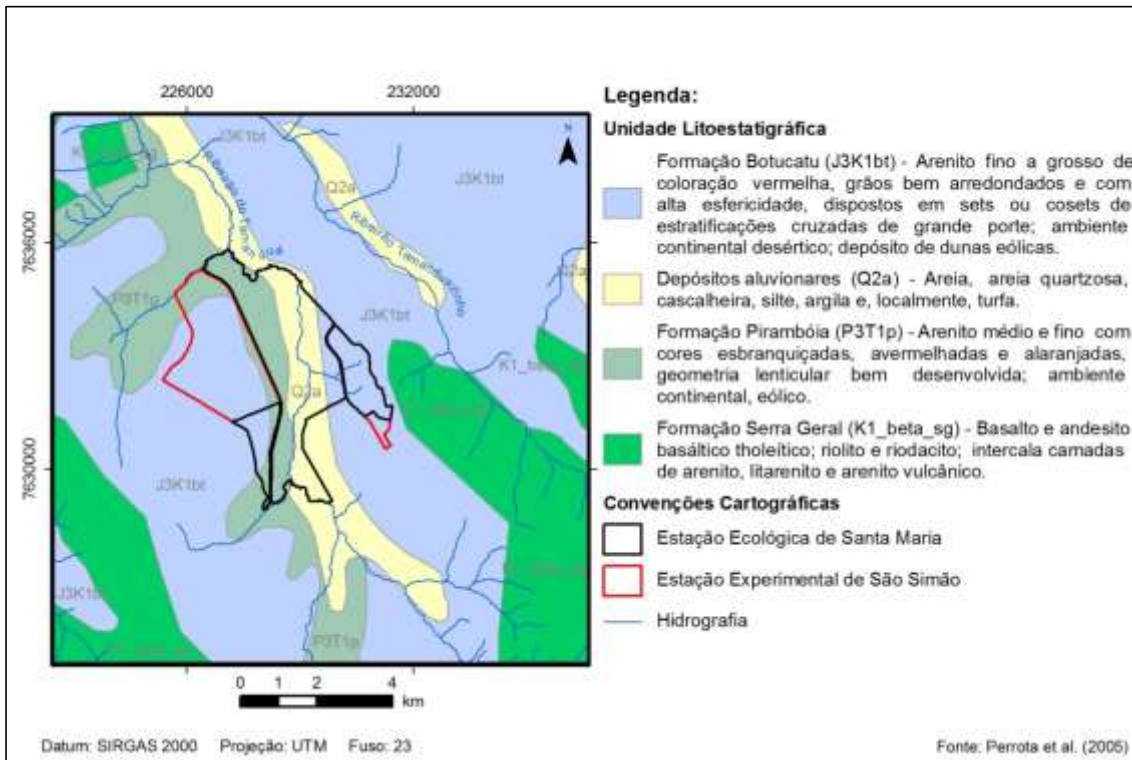 226000
232000
7636000
7630000
J3K1bt
J3K1bt
Q2a
Ribeirão Tamanduazinho
P3T1p
J3K1bt
Q2a
J3K1bt
P3T1p
0 1 2 4
km
Legenda:
Unidade Litoestatigráfica
Formação Botucatu (J3K1bt) - Arenito fino a grosso de
coloração vermelha, grãos bem arredondados e com
alta esfericidade, dispostos em sets ou cosets de
estratificações cruzadas de grande porte; ambiente
continental desértico; depósito de dunas eólicas.
Depósitos aluvionares (Q2a) - Areia, areia quartzosa,
cascalheira, silte, argila e, localmente, turfa.
Formação Pirambóia (P3T1p) - Arenito médio e fino com
cores esbranquiçadas, avermelhadas e alaranjadas,
geometria lenticular bem desenvolvida; ambiente
continental, eólico.
Formação Serra Geral (K1_beta_sg) - Basalto e andesito
basáltico tholeítico; riolito e riodacito; intercala camadas
de arenito, litarenito e arenito vulcânico.
Convenções Cartográficas
Estação Ecológica de Santa Maria
Estação Experimental de São Simão
Hidrografia
Datum: SIRGAS 2000 Projeção: UTM Fuso: 23
Fonte: Perrota et al. (2005)